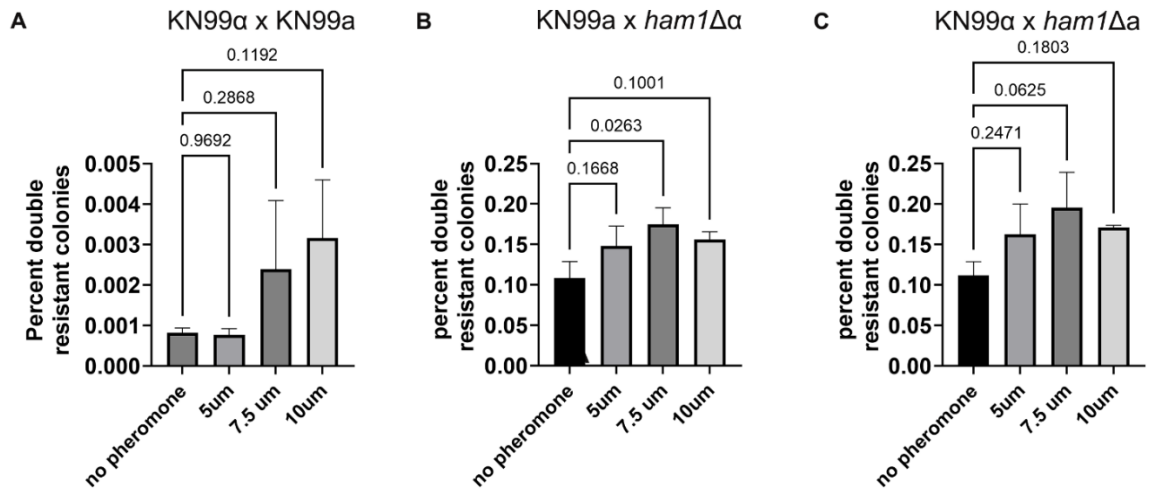 A
KN99α x KN99a
0.1192
0.2868
0.9692
Percent double
resistant colonies
0.005
0.004
0.003
0.002
0.001
0.000
no pheromone
5um
7.5 um
10um
B
KN99a x ham1Δα
0.1001
0.0263
0.1668
percent double
resistant colonies
0.25
0.20
0.15
0.10
0.05
0.00
no pheromone
5um
7.5 um
10um
C
KN99α x ham1Δa
0.1803
0.0625
0.2471
percent double
resistant colonies
0.25
0.20
0.15
0.10
0.05
0.00
no pheromone
5um
7.5 um
10um